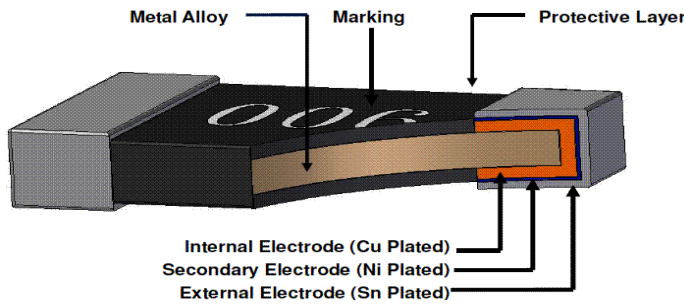 Metal Alloy Marking Protective Layer
006
Internal Electrode (Cu Plated)
Secondary Electrode (Ni Plated)
External Electrode (Sn Plated)